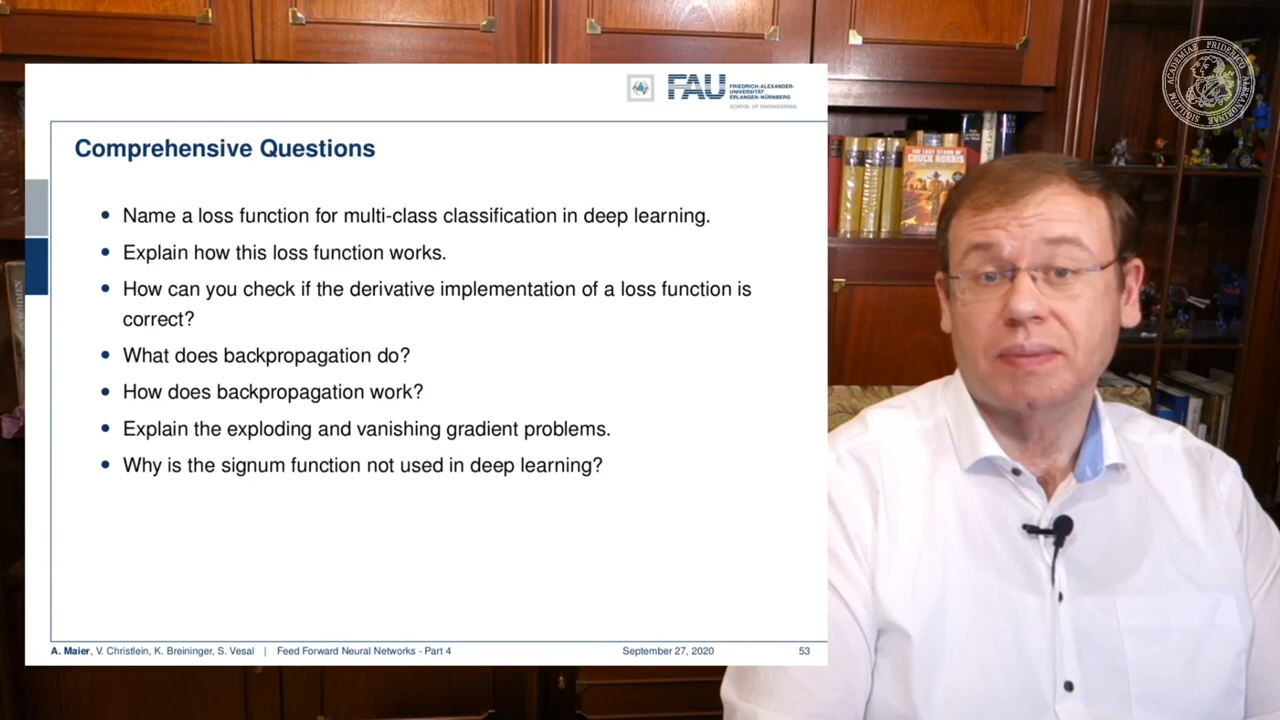 FAU
FRIEDRICH-ALEXANDER-
UNIVERSITÄT
ERLANGEN-NÜRNBERG
SCHOOL OF ENGINEERING
Comprehensive Questions
• Name a loss function for multi-class classification in deep learning.
• Explain how this loss function works.
• How can you check if the derivative implementation of a loss function is
correct?
• What does backpropagation do?
• How does backpropagation work?
• Explain the exploding and vanishing gradient problems.
• Why is the signum function not used in deep learning?
A. Maier, V. Christlein, K. Breininger, S. Vesal | Feed Forward Neural Networks - Part 4 September 27, 2020 53
THE LAST STAND OF
CHUCK NORRIS